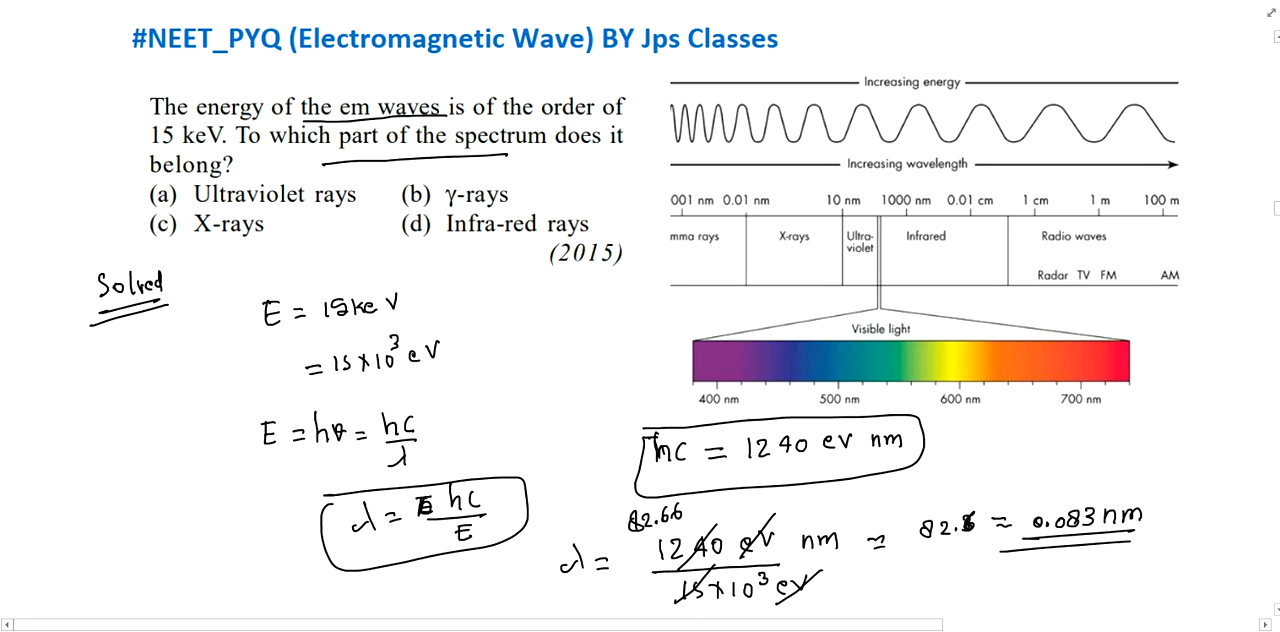 #NEET_PYQ (Electromagnetic Wave) BY Jps Classes
The energy of the em waves is of the order of
15 keV. To which part of the spectrum does it
belong?
(a) Ultraviolet rays (b) γ-rays
(c) X-rays (d) Infra-red rays
(2015)
Increasing energy
Increasing wavelength
001 nm 0.01 nm 10 nm 1000 nm 0.01 cm 1 cm 1 m 100 m
mma rays X-rays Ultra- Infrared Radio waves
violet
Radar TV FM AM
Visible light
400 nm 500 nm 600 nm 700 nm
Solved
E = 15 keV
= 15 × 10³ eV
E = hν = hc/λ
λ = hc/E
hc = 1240 ev nm
82.66
λ = 1240 eV nm / 15×10³ eV = 82. = 0.083 nm